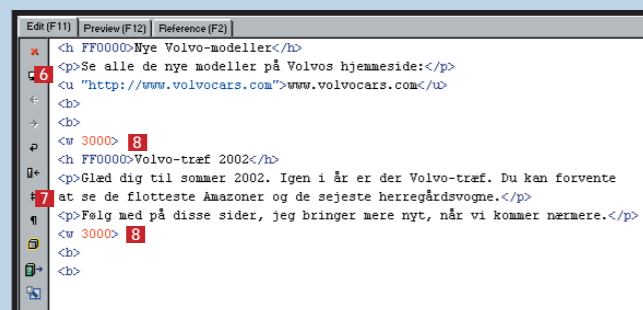 Edit (F11) Preview (F12) Reference (F2)
<h FF0000>Nye Volvo-modeller</h>
6 <p>Se alle de nye modeller på Volvos hjemmeside:</p>
<u "http://www.volvocars.com">www.volvocars.com</u>
<b>
<b>
<w 3000> 8
<h FF0000>Volvo-træf 2002</h>
<p>Glæd dig til sommer 2002. Igen i år er der Volvo-træf. Du kan forvente
7 at se de flotteste Amazoner og de sejeste herregårdsvogne.</p>
<p>Følg med på disse sider, jeg bringer mere nyt, når vi kommer nærmere.</p>
<w 3000> 8
<b>
<b>